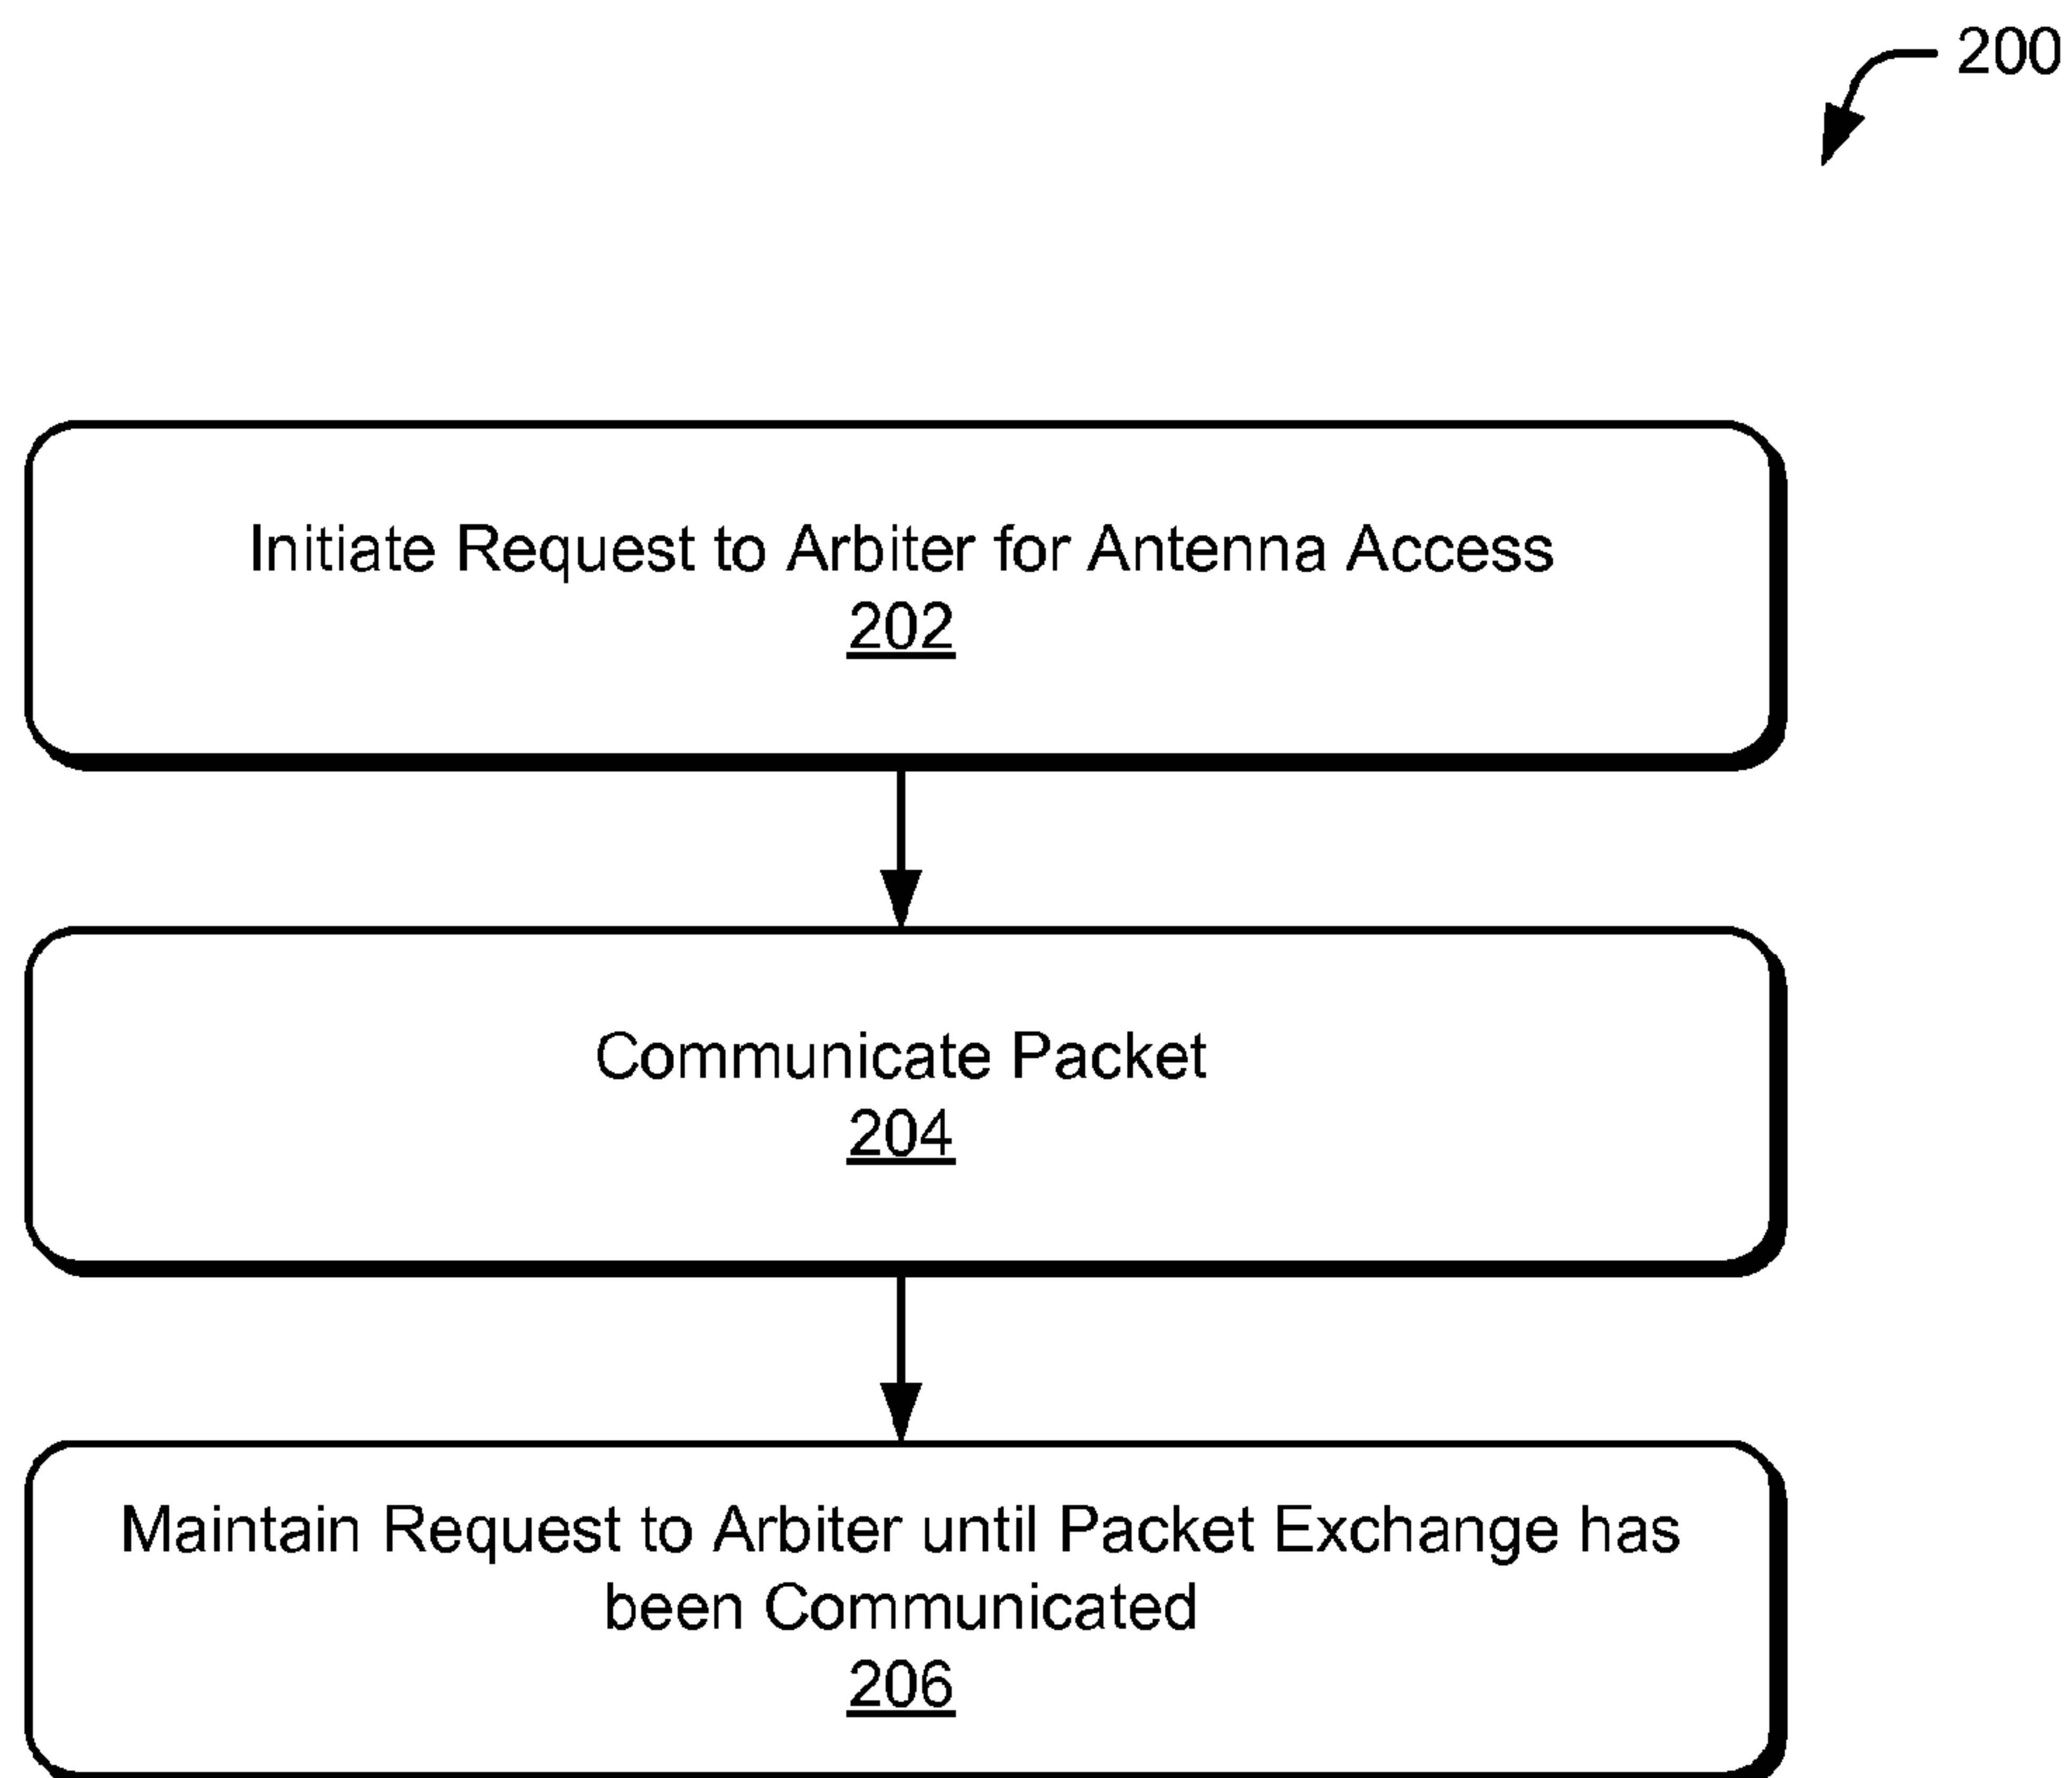 200
Initiate Request to Arbiter for Antenna Access
202
Communicate Packet
204
Maintain Request to Arbiter until Packet Exchange has
been Communicated
206